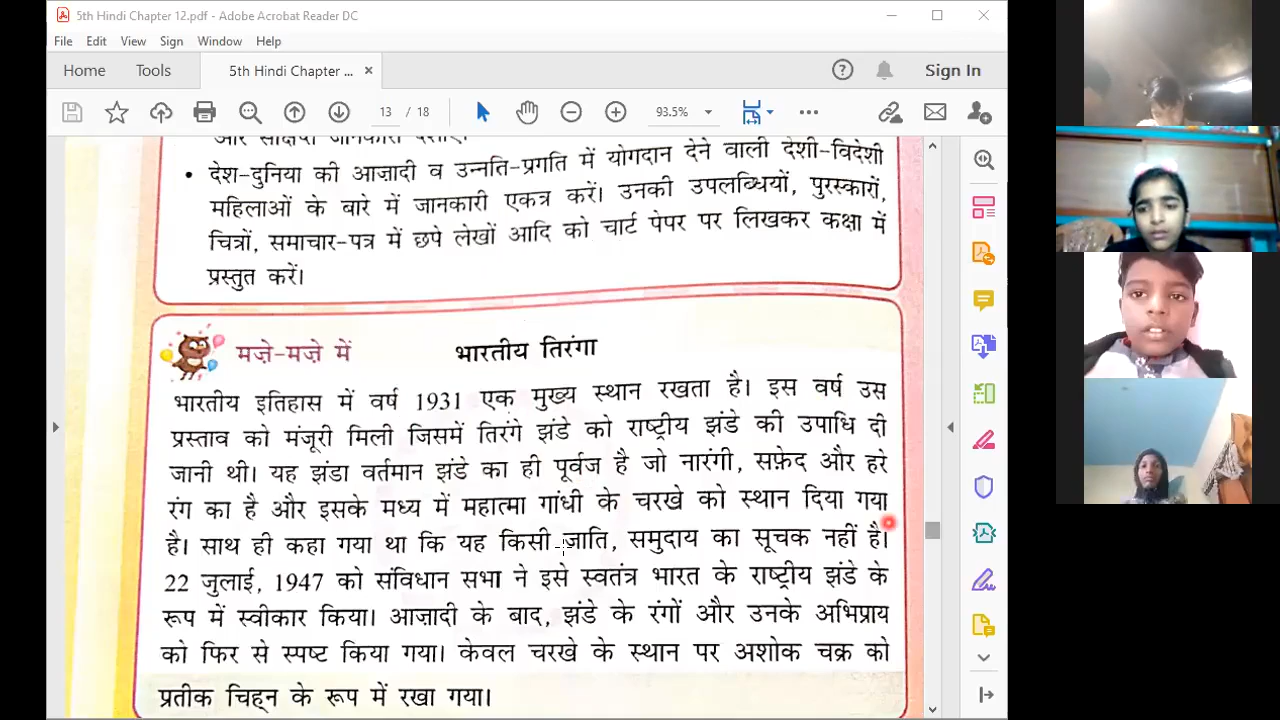 5th Hindi Chapter 12.pdf - Adobe Acrobat Reader DC
File Edit View Sign Window Help
Home Tools 5th Hindi Chapter ... × Sign In
13 / 18 93.5%
और संक्षिप्त जानकारी दर्शाएँ।
• देश-दुनिया की आज़ादी व उन्नति-प्रगति में योगदान देने वाली देशी-विदेशी
महिलाओं के बारे में जानकारी एकत्र करें। उनकी उपलब्धियों, पुरस्कारों,
चित्रों, समाचार-पत्र में छपे लेखों आदि को चार्ट पेपर पर लिखकर कक्षा में
प्रस्तुत करें।
मज़े-मज़े में भारतीय तिरंगा
भारतीय इतिहास में वर्ष 1931 एक मुख्य स्थान रखता है। इस वर्ष उस
प्रस्ताव को मंजूरी मिली जिसमें तिरंगे झंडे को राष्ट्रीय झंडे की उपाधि दी
जानी थी। यह झंडा वर्तमान झंडे का ही पूर्वज है जो नारंगी, सफ़ेद और हरे
रंग का है और इसके मध्य में महात्मा गांधी के चरखे को स्थान दिया गया
है। साथ ही कहा गया था कि यह किसी जाति, समुदाय का सूचक नहीं है।
22 जुलाई, 1947 को संविधान सभा ने इसे स्वतंत्र भारत के राष्ट्रीय झंडे के
रूप में स्वीकार किया। आज़ादी के बाद, झंडे के रंगों और उनके अभिप्राय
को फिर से स्पष्ट किया गया। केवल चरखे के स्थान पर अशोक चक्र को
प्रतीक चिह्न के रूप में रखा गया।